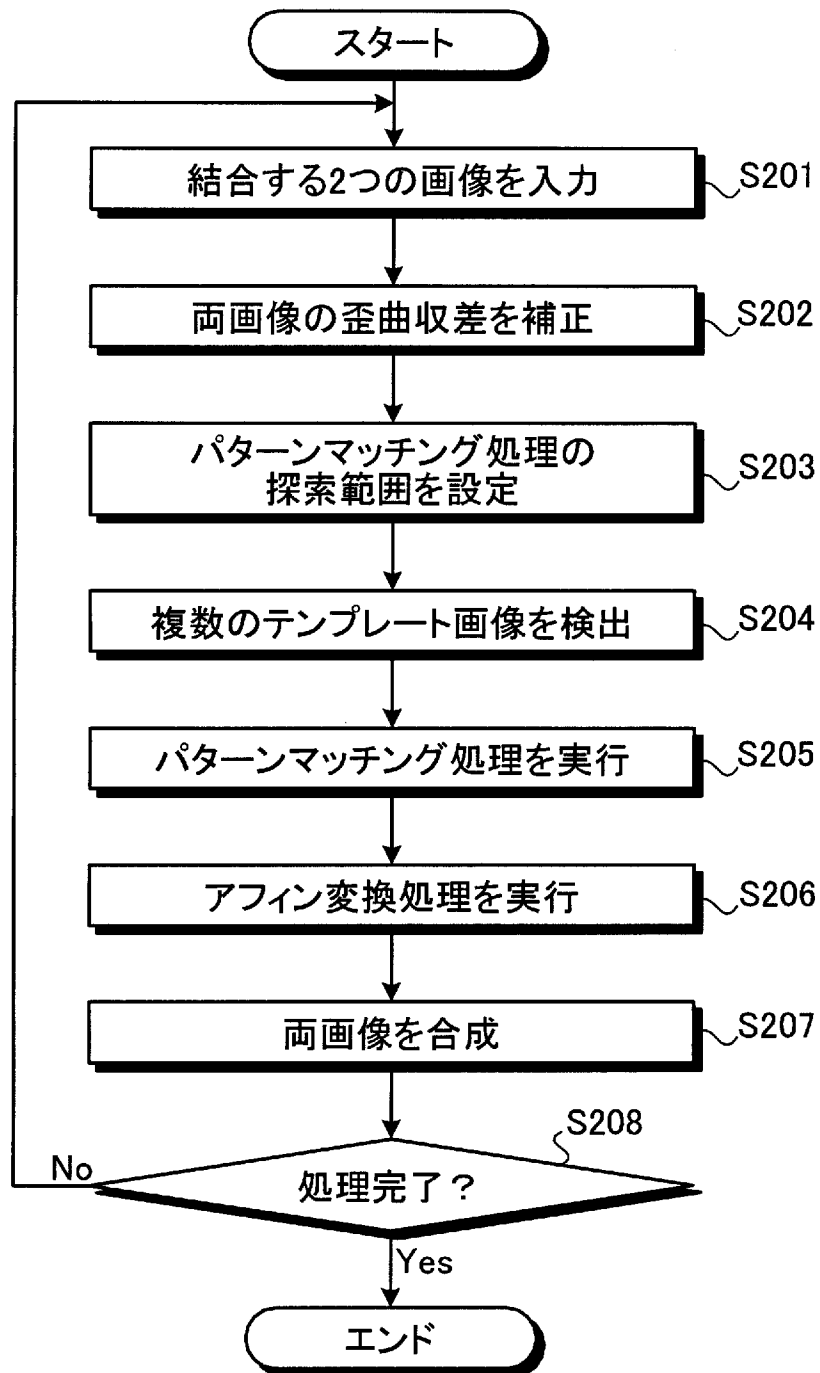 スタート
結合する2つの画像を入力
S201
両画像の歪曲収差を補正
S202
パターンマッチング処理の
探索範囲を設定
S203
複数のテンプレート画像を検出
S204
パターンマッチング処理を実行
S205
アフィン変換処理を実行
S206
両画像を合成
S207
S208
No
処理完了？
Yes
エンド